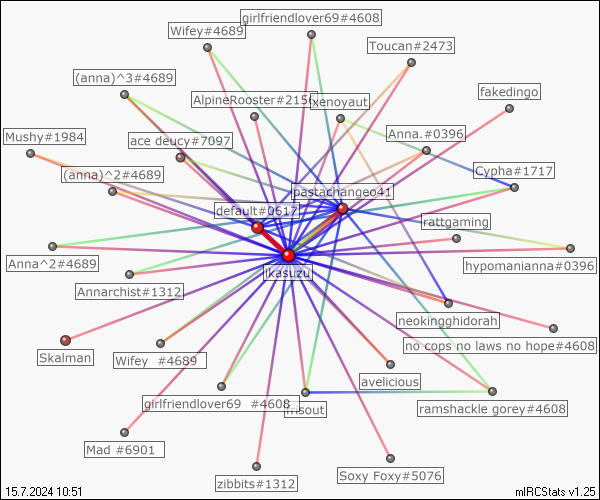 girlfriendlover69#4608
Wifey#4689
Toucan#2473
(anna)^3#4689
fakedingo
AlpineRooster#215
xenoyaut
Mushy#1984
ace deucy#7097
Anna.#0396
(anna)^2#4689
Cypha#1717
pastachangeo41
default#0617
rattgaming
Anna^2#4689
Ikasuzu
hypomanianna#0396
Annarchist#1312
neokingghidorah
no cops no laws no hope#4608
Skalman
Wifey #4689
avelicious
girlfriendlover69 #4608
msout
ramshackle gorey#4608
Mad #6901
Soxy Foxy#5076
zibbits#1312
15.7.2024 10:51
mIRCStats v1.25